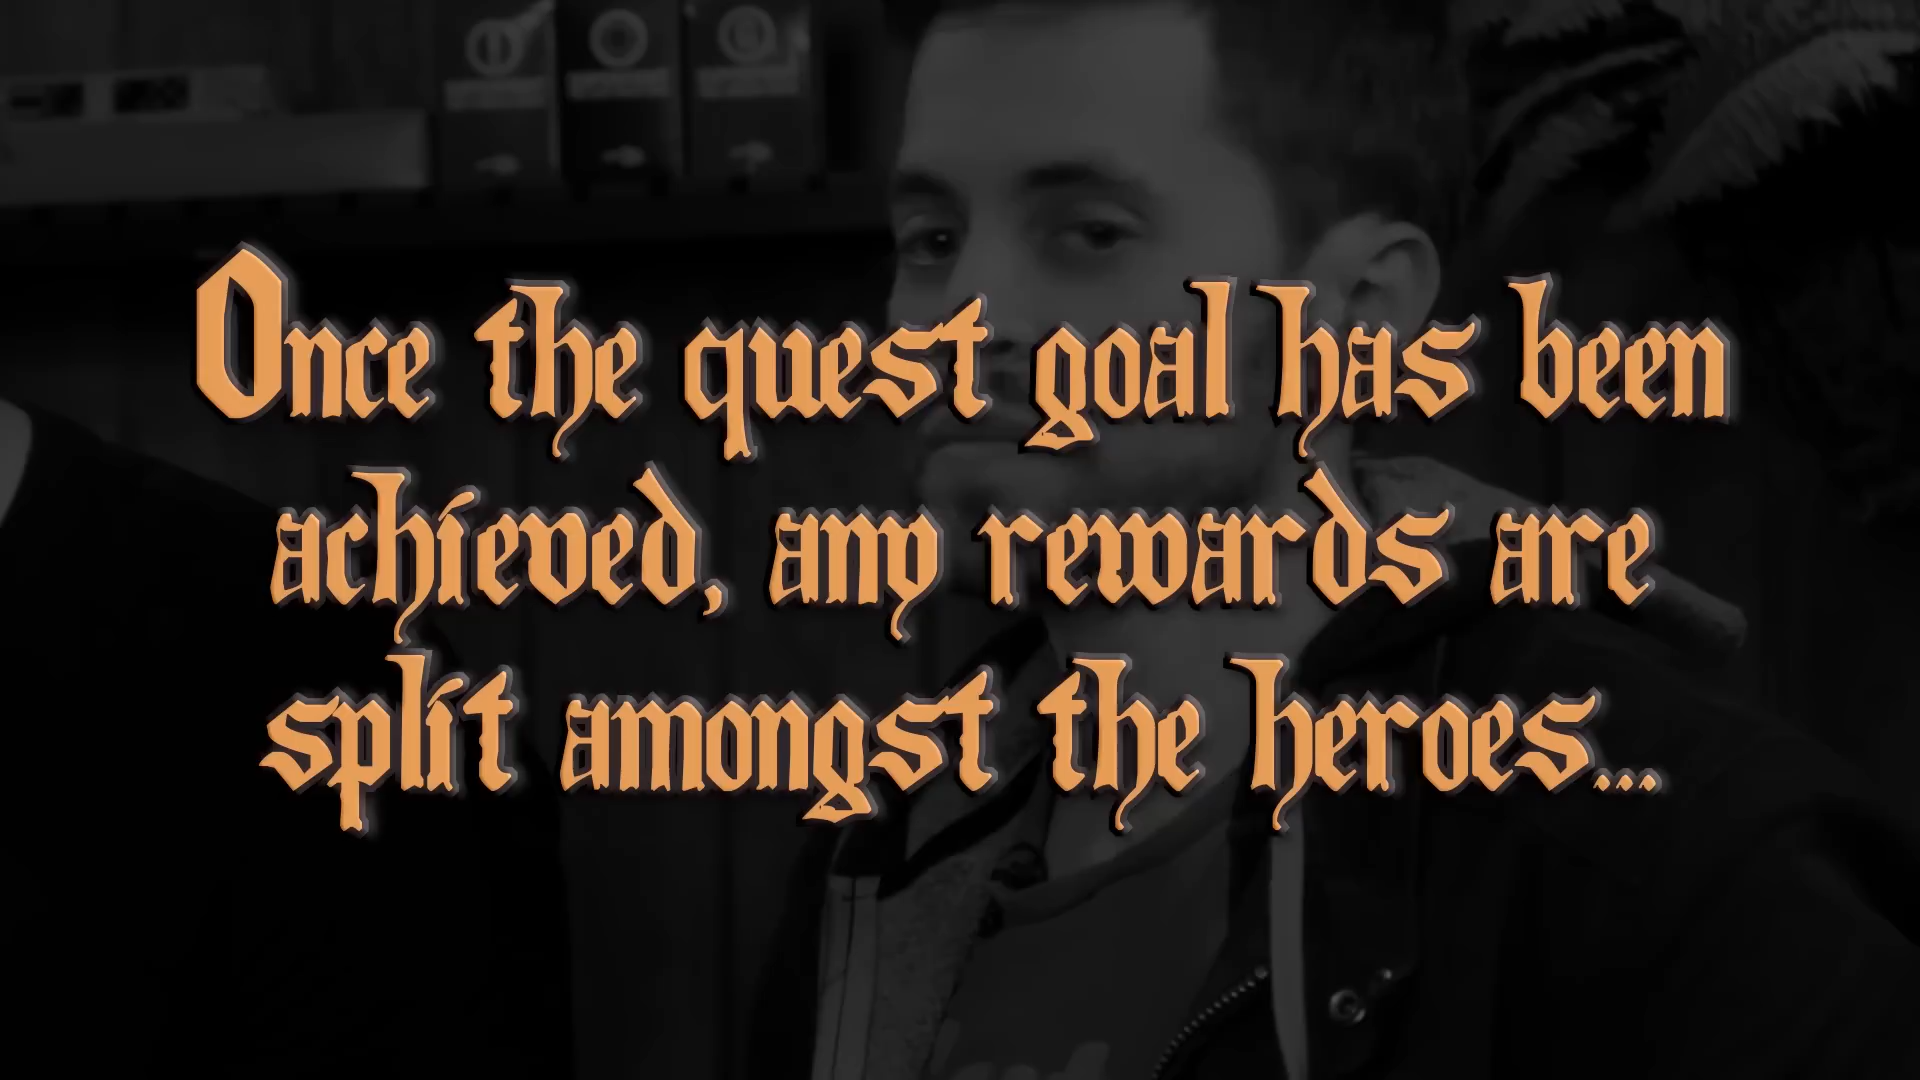 Once the quest goal has been
achieved, any rewards are
split amongst the heroes...